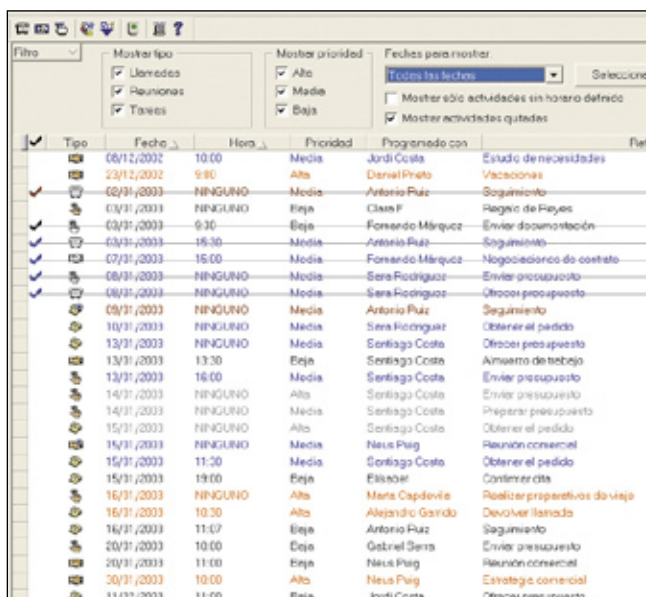 Filtro
Mostrar tipo
Llamadas
Reuniones
Tareas
Mostrar prioridad
Alta
Media
Baja
Fechas para mostrar
Todas las fechas
Mostrar sólo actividades sin horario definido
Mostrar actividades quitadas
Tipo Fecha Hora Prioridad Programado con
08/12/2002 10:00 Media Jordi Costa Estudio de necesidades
23/12/2002 9:00 Alta Daniel Prieto Vacaciones
02/01/2003 NINGUNO Media Antonio Ruiz Seguimiento
03/01/2003 NINGUNO Baja Clara F Regalo de Reyes
03/01/2003 9:30 Baja Fernando Márquez Enviar documentación
03/01/2003 15:30 Media Antonio Ruiz Seguimiento
07/01/2003 15:00 Media Fernando Márquez Negociaciones de contrato
08/01/2003 NINGUNO Media Sara Rodríguez Enviar presupuesto
08/01/2003 NINGUNO Media Sara Rodríguez Ofrecer presupuesto
09/01/2003 NINGUNO Media Antonio Ruiz Seguimiento
10/01/2003 NINGUNO Media Sara Rodríguez Obtener el pedido
13/01/2003 NINGUNO Media Santiago Costa Ofrecer presupuesto
13/01/2003 13:30 Baja Santiago Costa Almuerzo de trabajo
13/01/2003 16:00 Media Santiago Costa Enviar presupuesto
14/01/2003 NINGUNO Alta Santiago Costa Enviar presupuesto
14/01/2003 NINGUNO Media Santiago Costa Preparar presupuesto
15/01/2003 NINGUNO Alta Santiago Costa Obtener el pedido
15/01/2003 NINGUNO Media Neus Puig Reunión comercial
15/01/2003 11:30 Media Santiago Costa Obtener el pedido
15/01/2003 19:00 Baja Elisabet Confirmar cita
16/01/2003 NINGUNO Alta Marta Capdevila Realizar preparativos de viaje
16/01/2003 10:30 Alta Alejandro Garrido Devolver llamada
16/01/2003 11:07 Baja Antonio Ruiz Seguimiento
20/01/2003 10:00 Baja Gabriel Serra Enviar presupuesto
20/01/2003 11:00 Baja Neus Puig Reunión comercial
30/01/2003 10:00 Alta Neus Puig Estrategia comercial
11:00 Baja Jordi Costa Ofrecer presupuesto